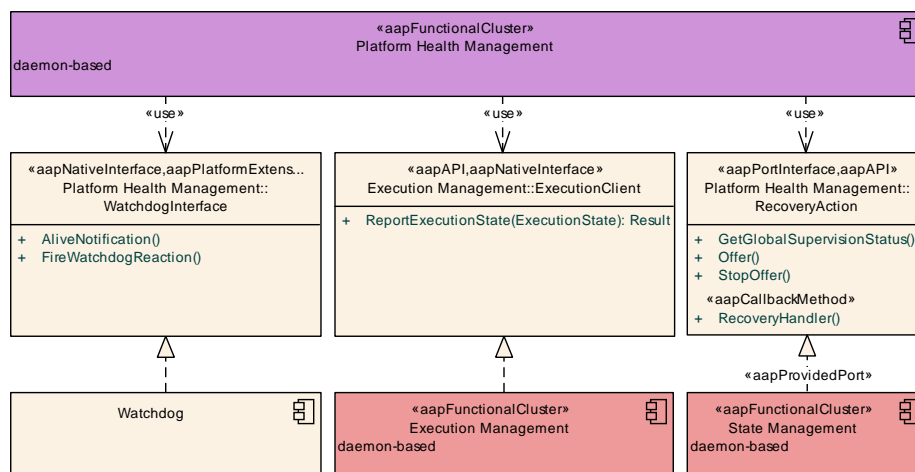 «aapFunctionalCluster»
Platform Health Management
daemon-based
«use»
«use»
«use»
«aapNativeInterface,aapPlatformExtens...
Platform Health Management::
WatchdogInterface
+ AliveNotification()
+ FireWatchdogReaction()
«aapAPI,aapNativeInterface»
Execution Management::ExecutionClient
+ ReportExecutionState(ExecutionState): Result
«aapPortInterface,aapAPI»
Platform Health Management::
RecoveryAction
+ GetGlobalSupervisionStatus()
+ Offer()
+ StopOffer()
«aapCallbackMethod»
+ RecoveryHandler()
«aapProvidedPort»
Watchdog
«aapFunctionalCluster»
Execution Management
daemon-based
«aapFunctionalCluster»
State Management
daemon-based